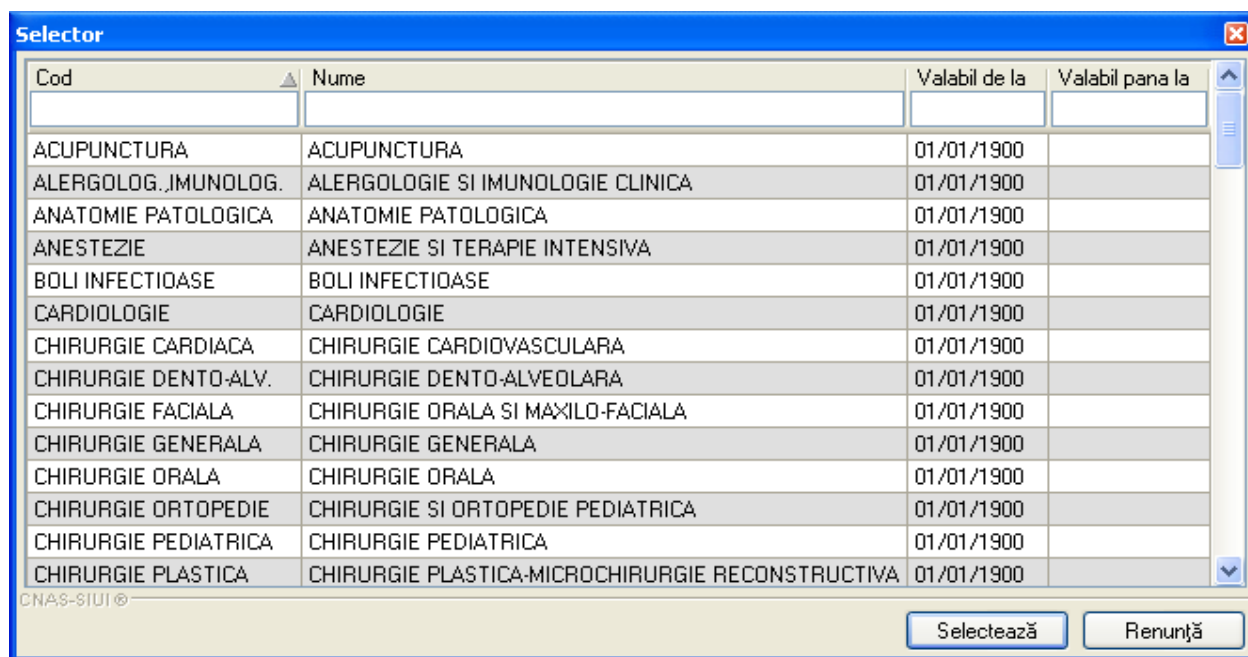 Selector
Cod Nume Valabil de la Valabil pana la
ACUPUNCTURA ACUPUNCTURA 01/01/1900
ALERGOLOG.,IMUNOLOG. ALERGOLOGIE SI IMUNOLOGIE CLINICA 01/01/1900
ANATOMIE PATOLOGICA ANATOMIE PATOLOGICA 01/01/1900
ANESTEZIE ANESTEZIE SI TERAPIE INTENSIVA 01/01/1900
BOLI INFECTIOASE BOLI INFECTIOASE 01/01/1900
CARDIOLOGIE CARDIOLOGIE 01/01/1900
CHIRURGIE CARDIACA CHIRURGIE CARDIOVASCULARA 01/01/1900
CHIRURGIE DENTO-ALV. CHIRURGIE DENTO-ALVEOLARA 01/01/1900
CHIRURGIE FACIALA CHIRURGIE ORALA SI MAXILO-FACIALA 01/01/1900
CHIRURGIE GENERALA CHIRURGIE GENERALA 01/01/1900
CHIRURGIE ORALA CHIRURGIE ORALA 01/01/1900
CHIRURGIE ORTOPEDIE CHIRURGIE SI ORTOPEDIE PEDIATRICA 01/01/1900
CHIRURGIE PEDIATRICA CHIRURGIE PEDIATRICA 01/01/1900
CHIRURGIE PLASTICA CHIRURGIE PLASTICA-MICROCHIRURGIE RECONSTRUCTIVA 01/01/1900
CNAS-SIUI ®
Selectează Renunţă